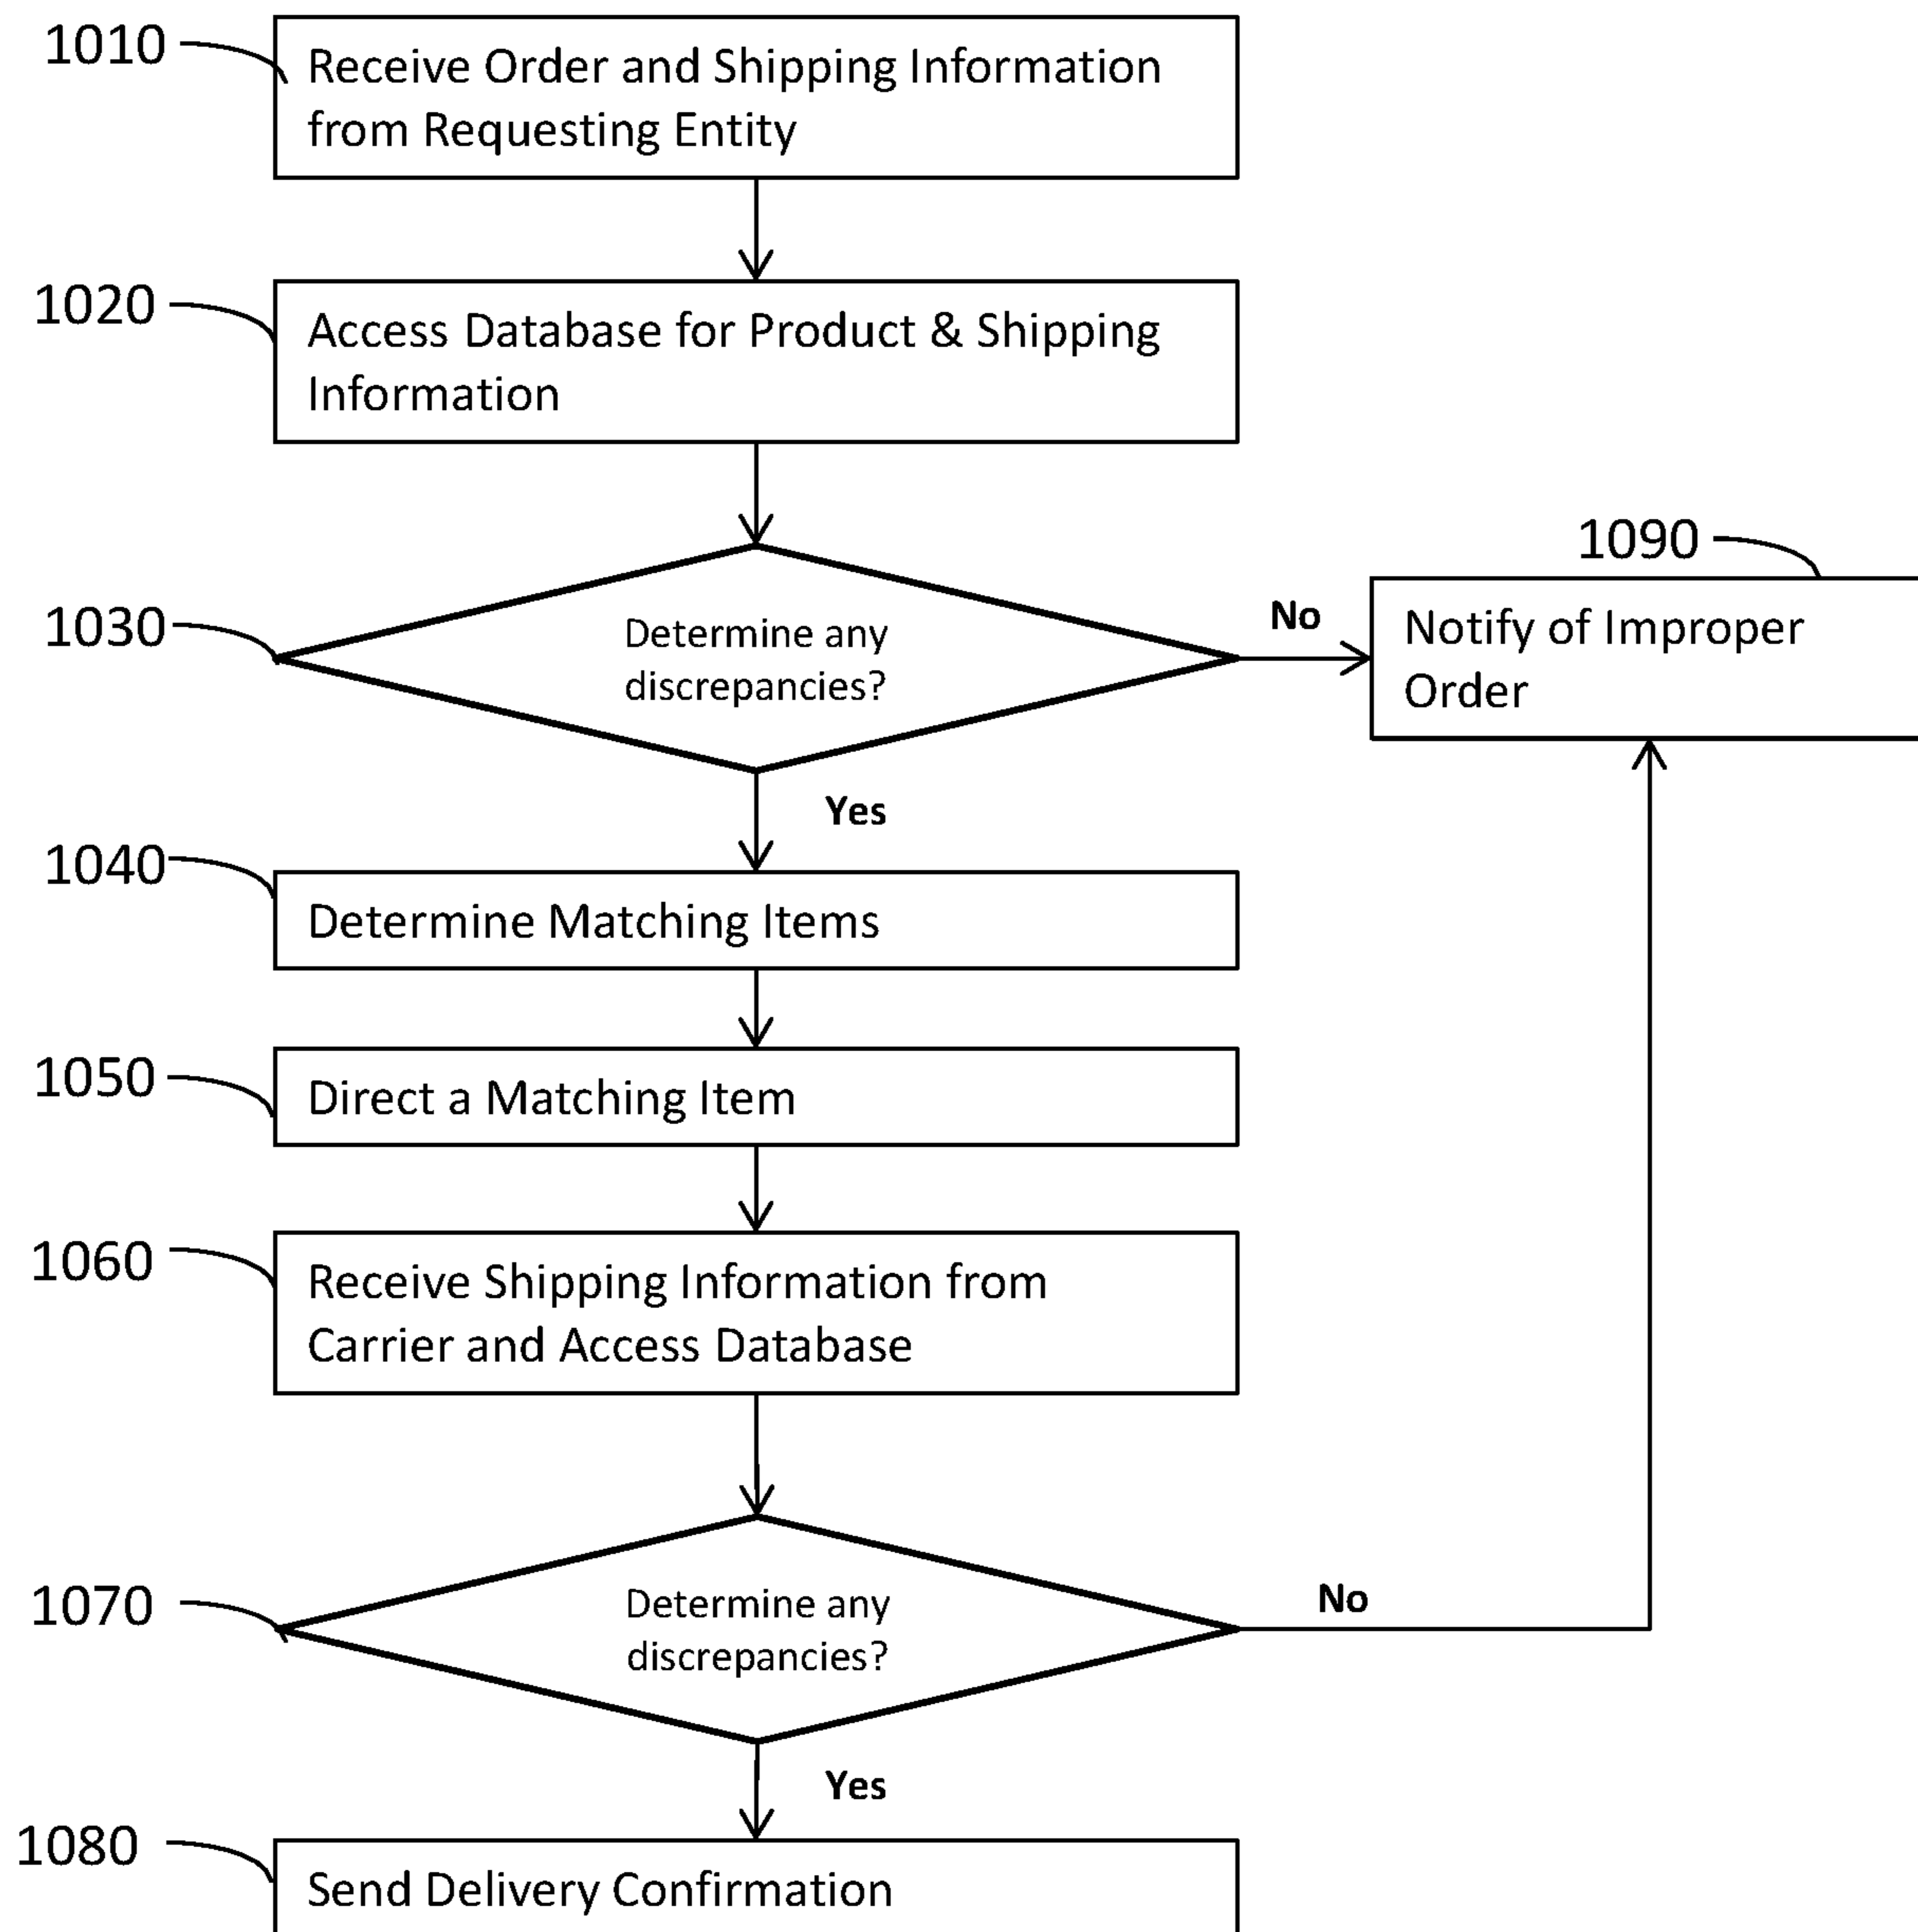 1010
Receive Order and Shipping Information
from Requesting Entity
1020
Access Database for Product & Shipping
Information
1030
Determine any
discrepancies?
No
1090
Notify of Improper
Order
Yes
1040
Determine Matching Items
1050
Direct a Matching Item
1060
Receive Shipping Information from
Carrier and Access Database
1070
Determine any
discrepancies?
No
Yes
1080
Send Delivery Confirmation